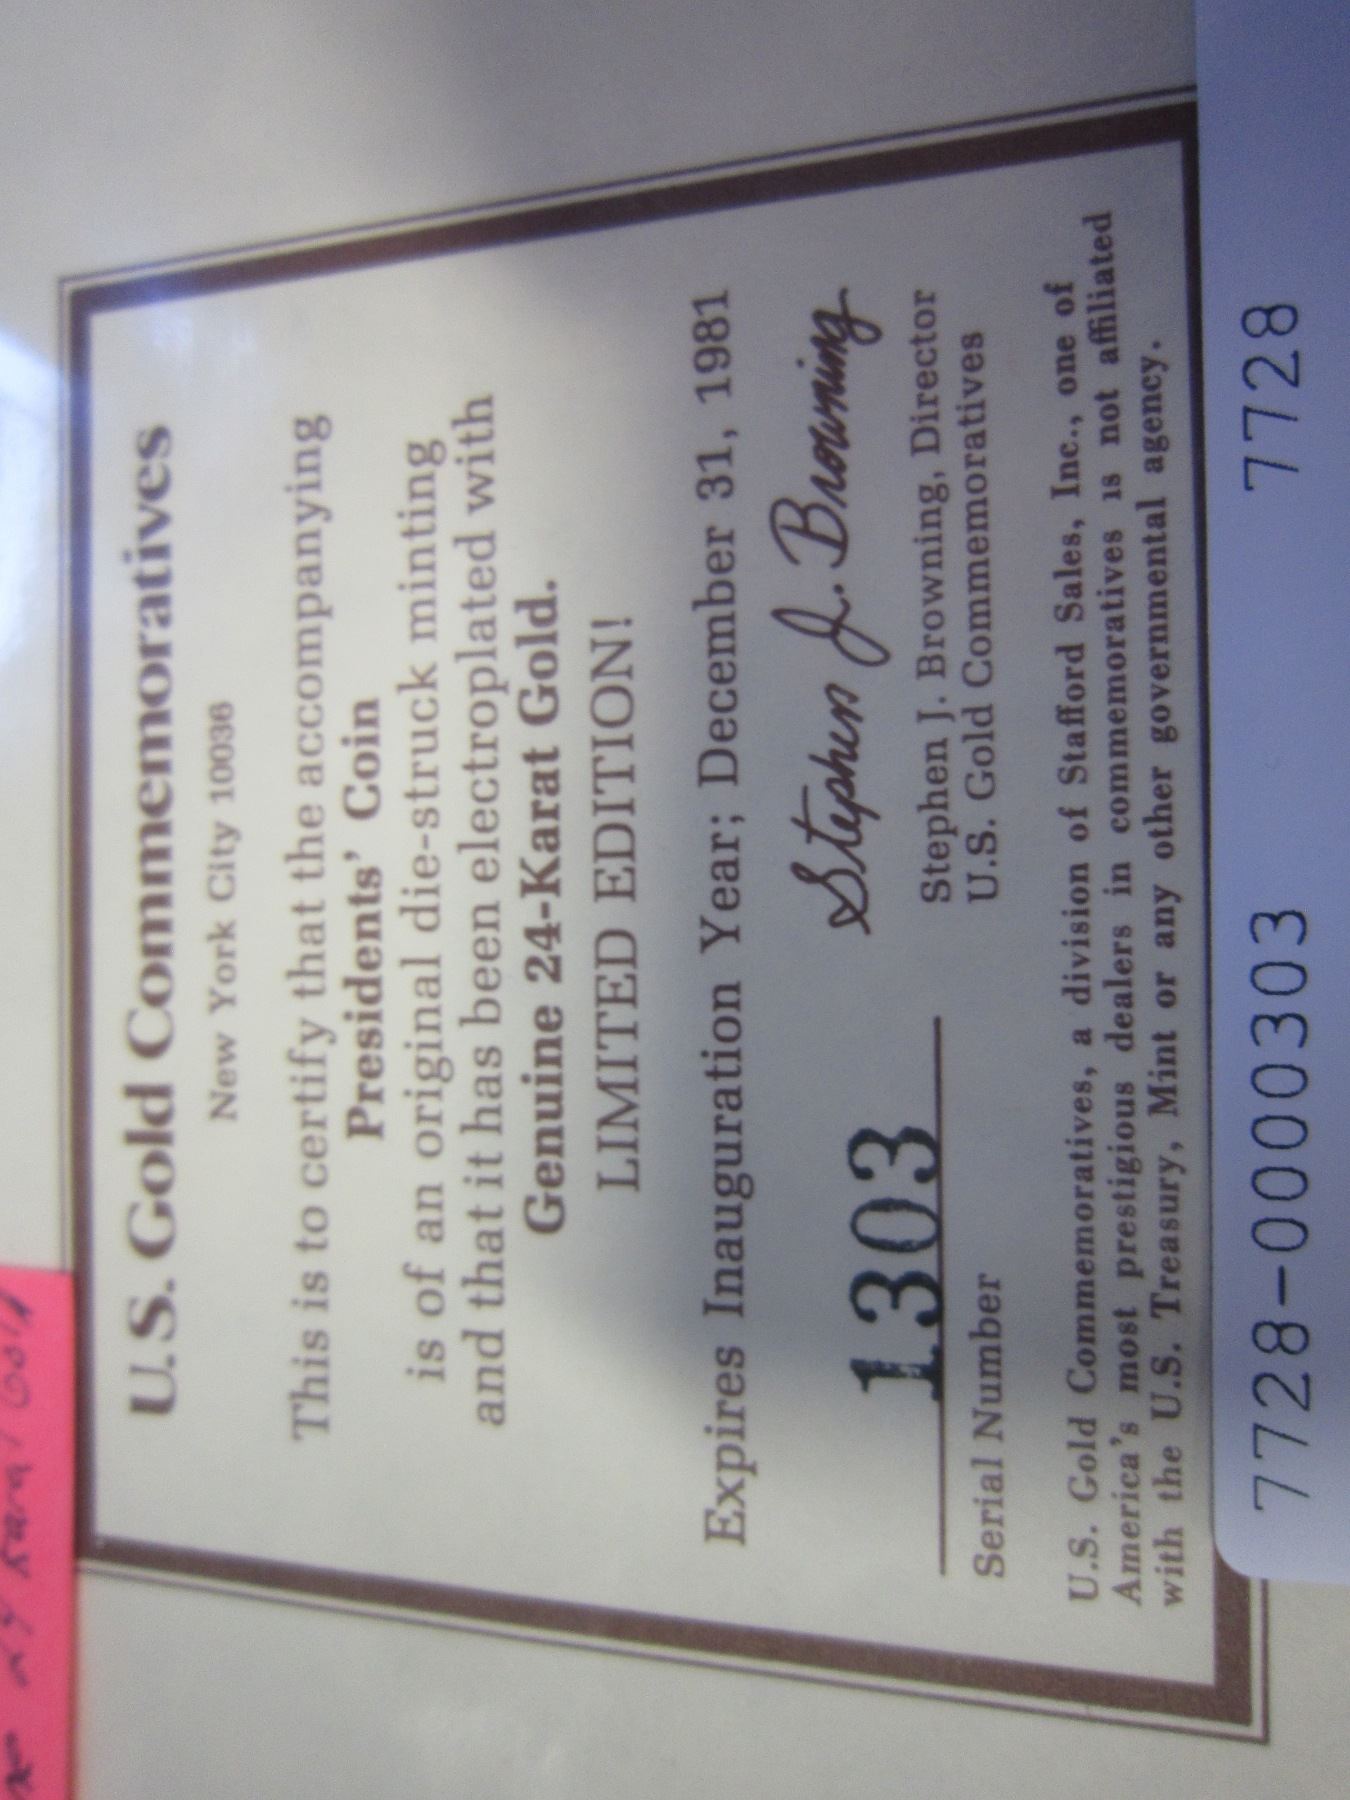 24 Karat Gold
U.S. Gold Commemoratives
New York City 10036
This is to certify that the accompanying
Presidents' Coin
is of an original die-struck minting
and that it has been electroplated with
Genuine 24-Karat Gold.
LIMITED EDITION!
Expires Inauguration Year; December 31, 1981
1303
Stephen J. Browning
Serial Number
Stephen J. Browning, Director
U.S. Gold Commemoratives
U.S. Gold Commemoratives, a division of Stafford Sales, Inc., one of
America's most prestigious dealers in commemoratives is not affiliated
with the U.S. Treasury, Mint or any other governmental agency.
7728-0000303 7728